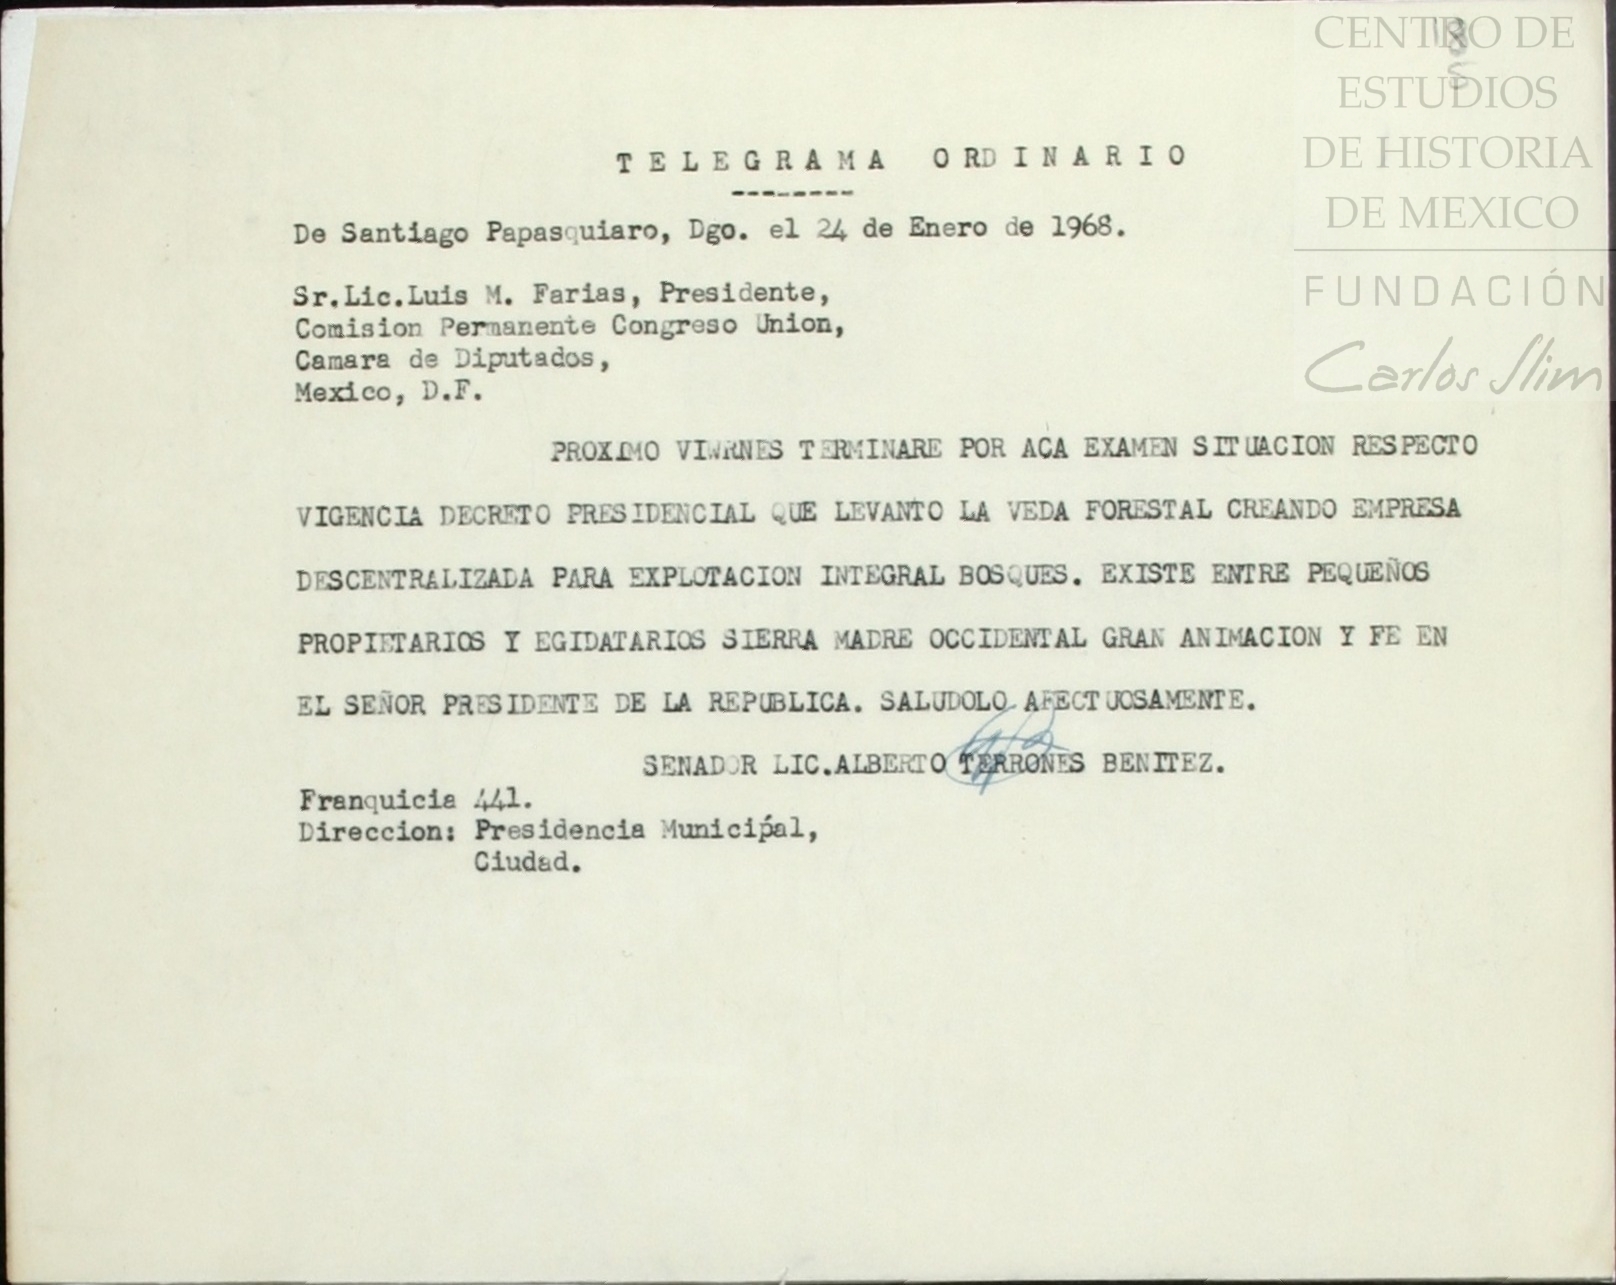 CENTRO DE
ESTUDIOS
DE HISTORIA
DE MEXICO
FUNDACIÓN
Carlos Slim
TELEGRAMA ORDINARIO
De Santiago Papasquiaro, Dgo. el 24 de Enero de 1968.
Sr.Lic.Luis M. Farias, Presidente,
Comision Permanente Congreso Union,
Camara de Diputados,
Mexico, D.F.
PROXIMO VIWRNES TERMINARE POR ACA EXAMEN SITUACION RESPECTO
VIGENCIA DECRETO PRESIDENCIAL QUE LEVANTO LA VEDA FORESTAL CREANDO EMPRESA
DESCENTRALIZADA PARA EXPLOTACION INTEGRAL BOSQUES. EXISTE ENTRE PEQUEÑOS
PROPIETARIOS Y EGIDATARIOS SIERRA MADRE OCCIDENTAL GRAN ANIMACION Y FE EN
EL SEÑOR PRESIDENTE DE LA REPUBLICA. SALUDOLO AFECTUOSAMENTE.
SENADOR LIC.ALBERTO TERRONES BENITEZ.
Franquicia 441.
Direccion: Presidencia Municipal,
Ciudad.